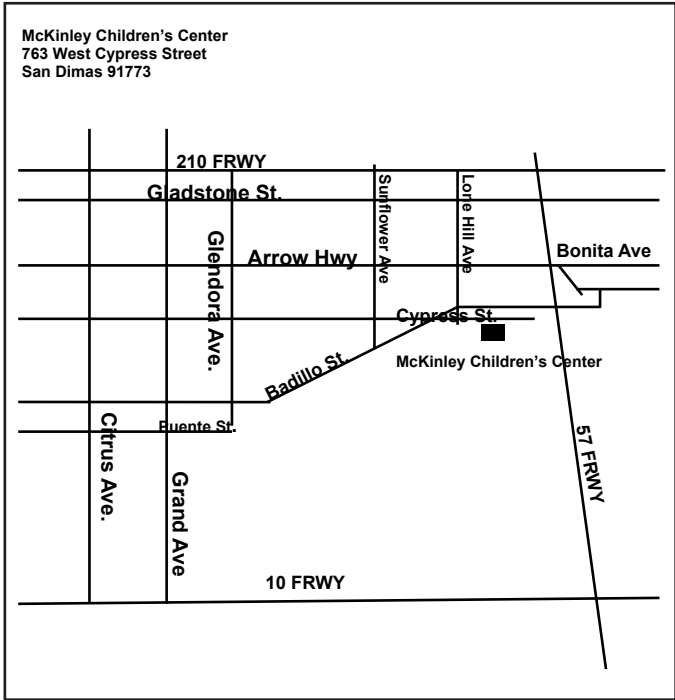 McKinley Children's Center
763 West Cypress Street
San Dimas 91773
210 FRWY
Gladstone St.
Sunflower Ave
Lone Hill Ave
Glendora Ave.
Arrow Hwy
Bonita Ave
Cypress St.
McKinley Children's Center
Badillo St.
Puente St.
Citrus Ave.
Grand Ave
57 FRWY
10 FRWY